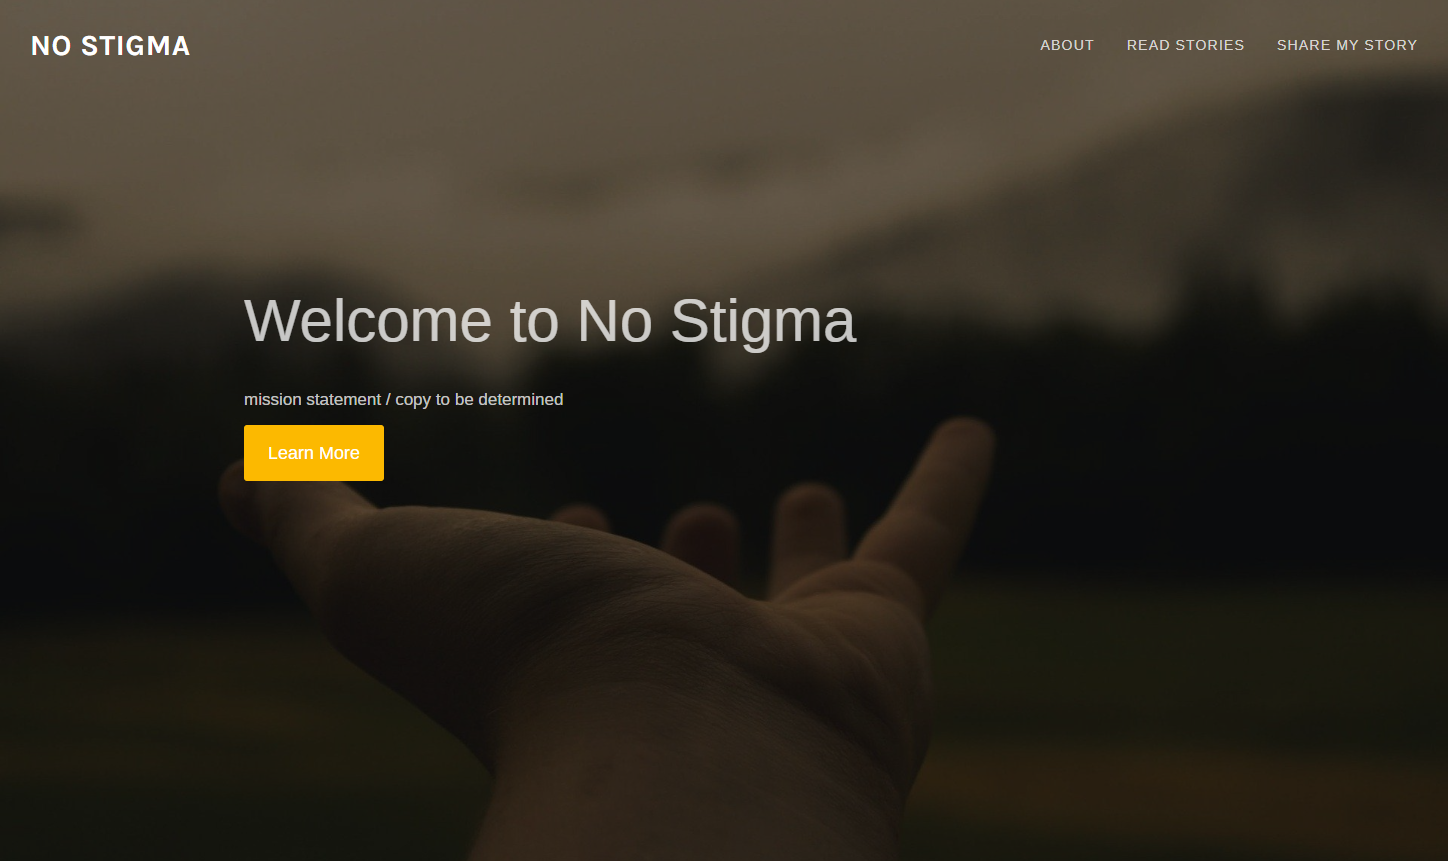 NO STIGMA
ABOUT READ STORIES SHARE MY STORY
Welcome to No Stigma
mission statement / copy to be determined
Learn More